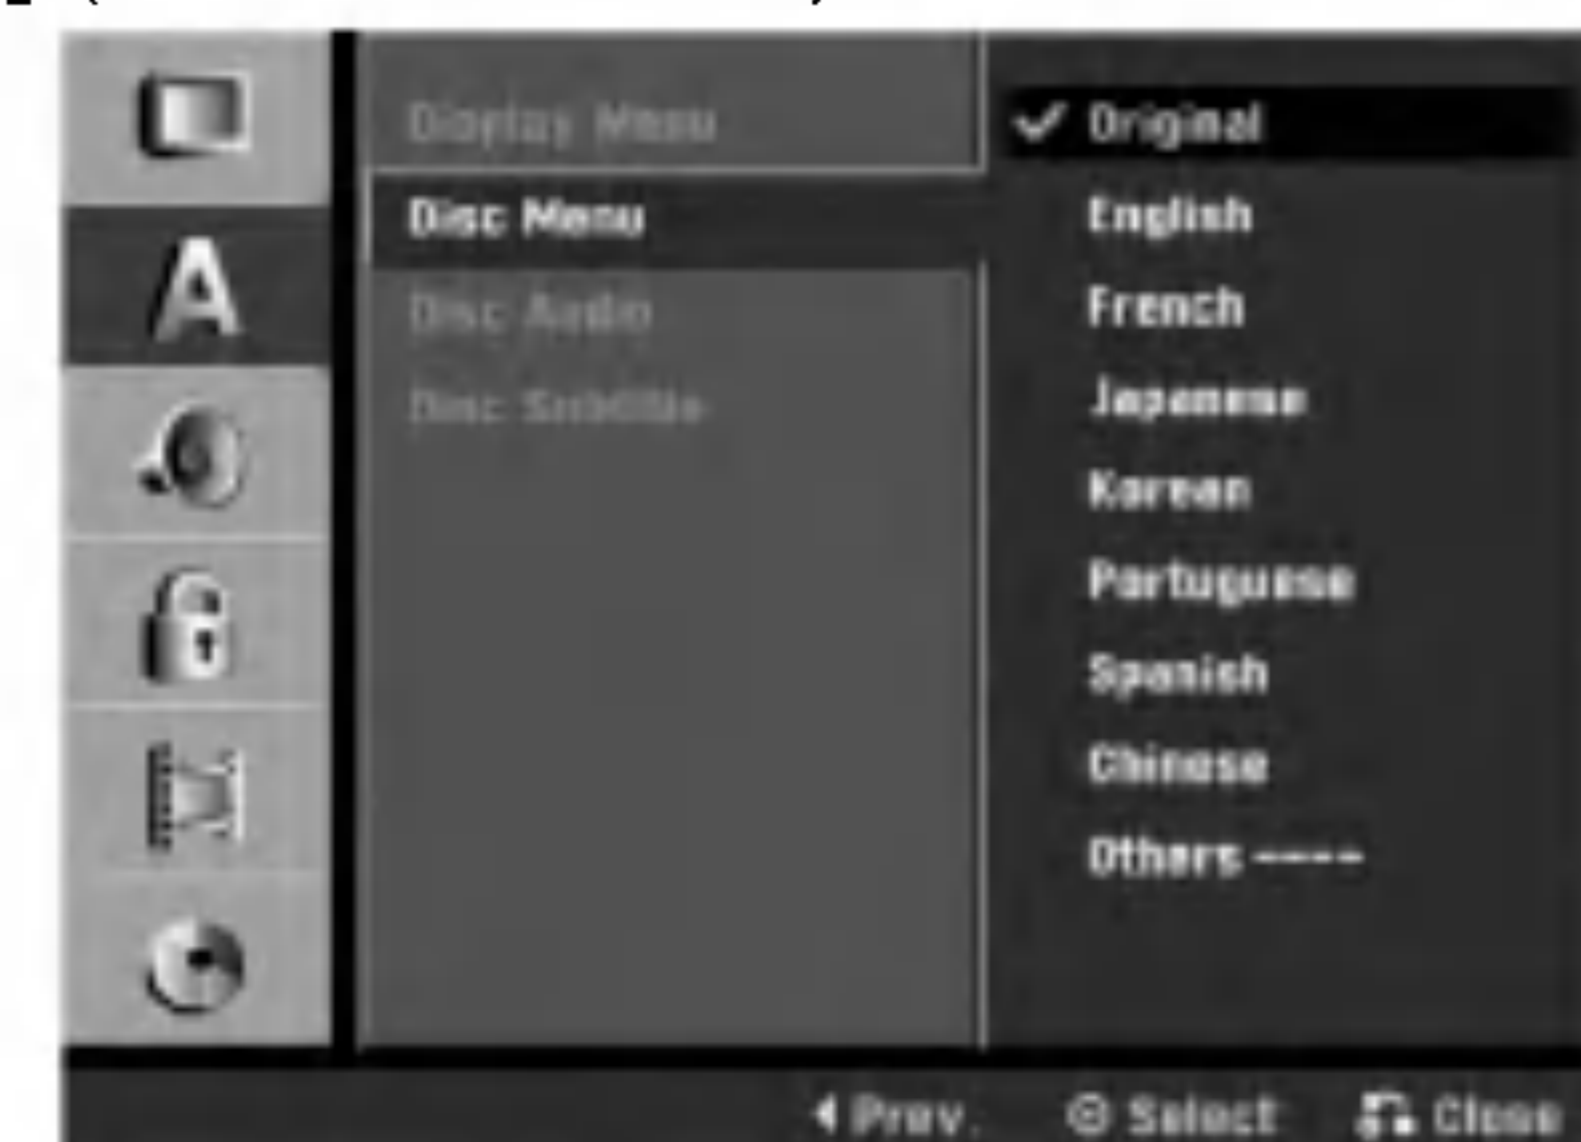 Display Menu
Disc Menu
Disc Audio
Disc Subtitle
A
✓ Original
English
French
Japanese
Korean
Portuguese
Spanish
Chinese
Others ----
Prev.
Select
Close